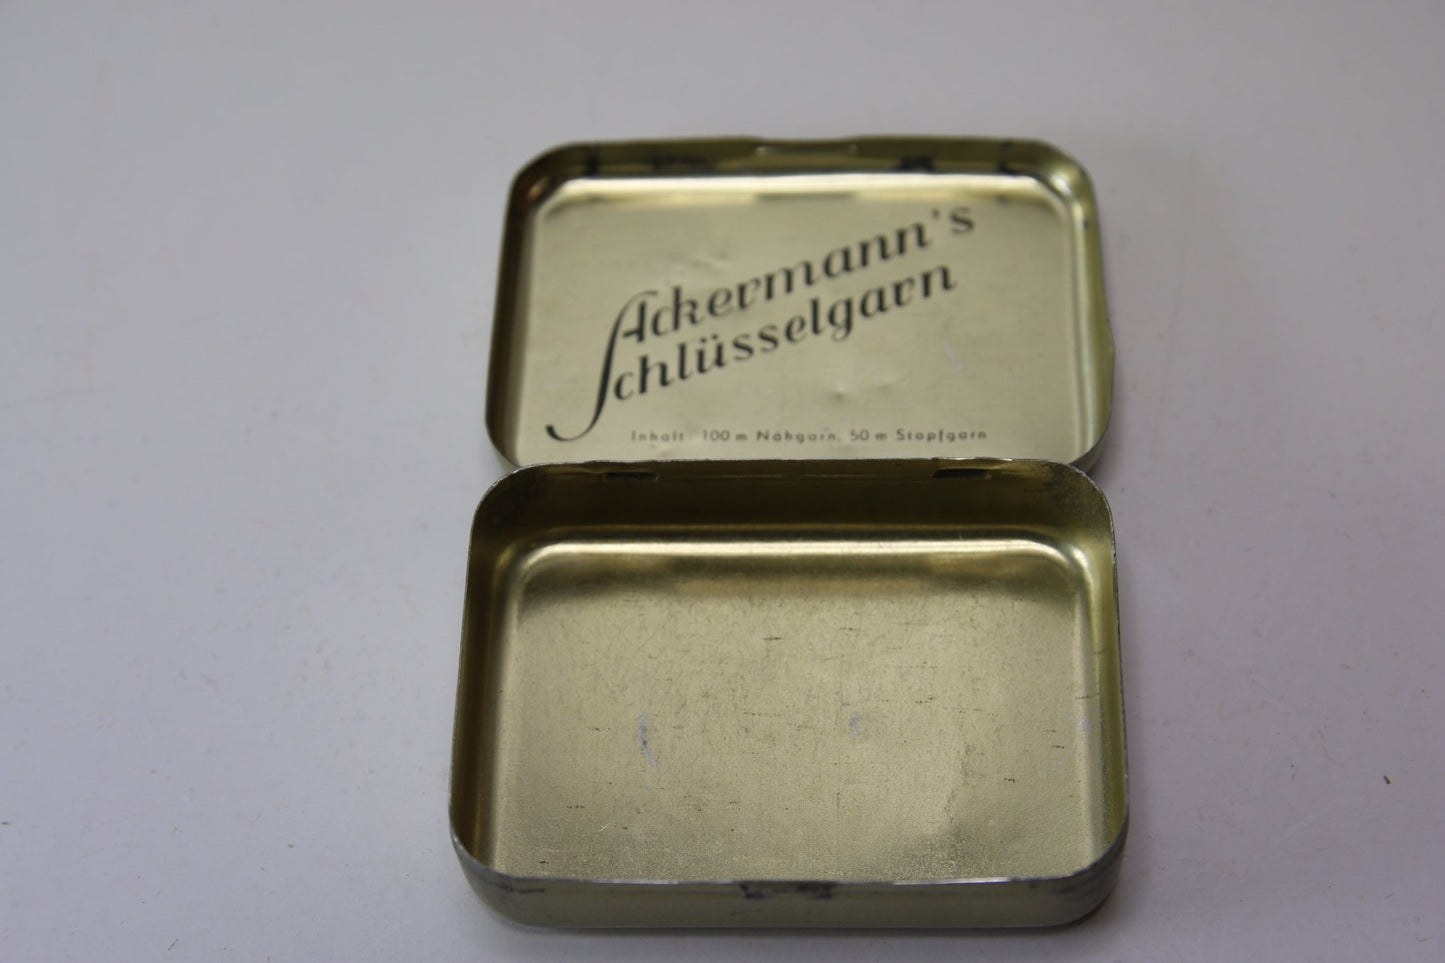 Ackermann's
Schlüsselgarn
Inhalt: 100 m Nähgarn, 50 m Stopfgarn